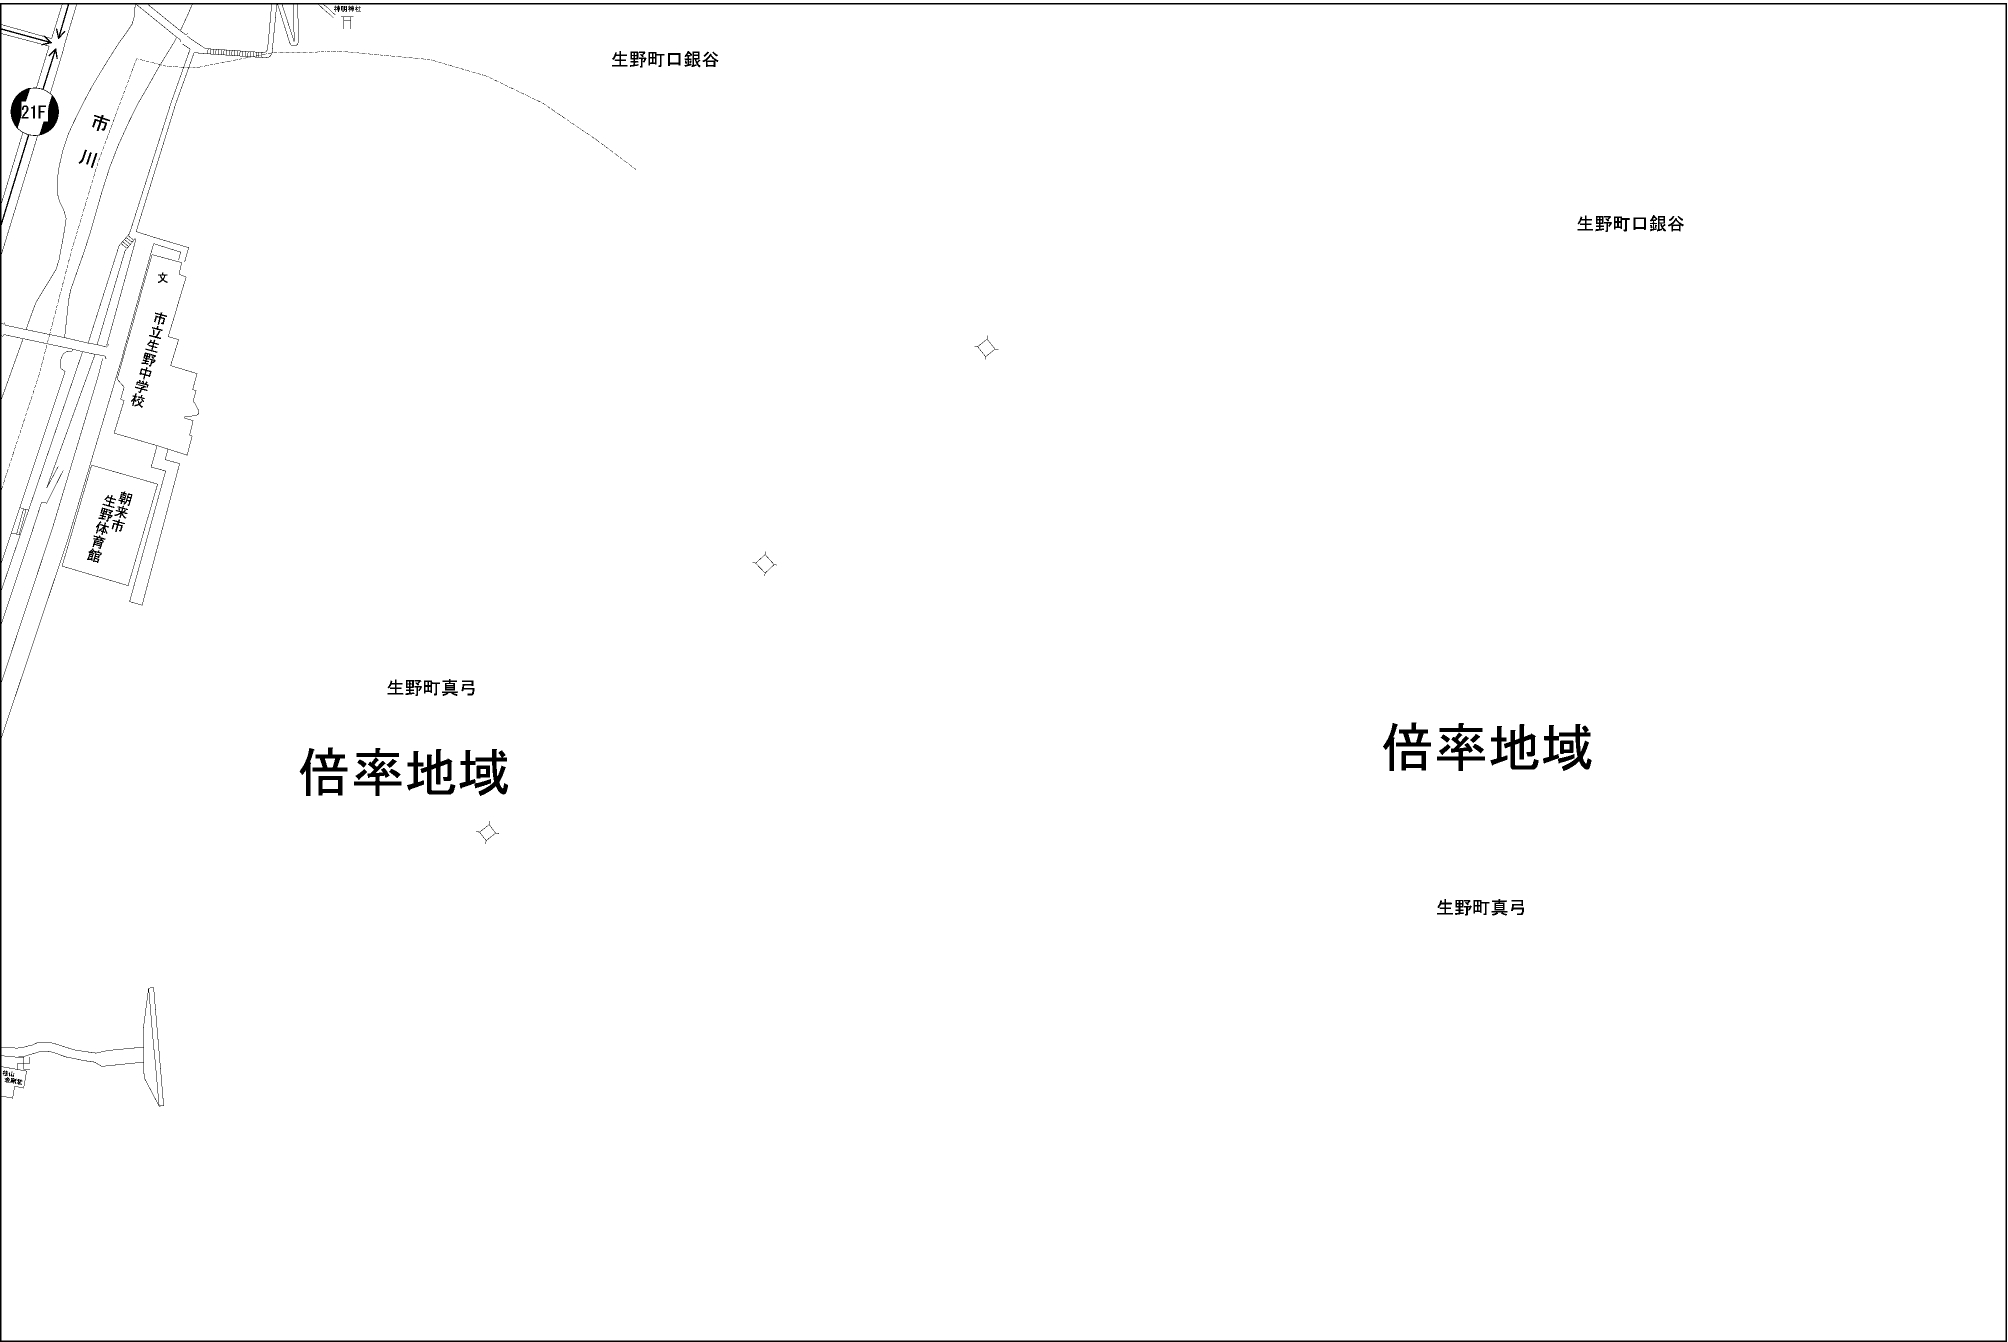 神明神社
生野町口銀谷
21F
市川
生野町口銀谷
文
市立生野中学校
朝来市
生野体育館
生野町真弓
倍率地域
倍率地域
生野町真弓